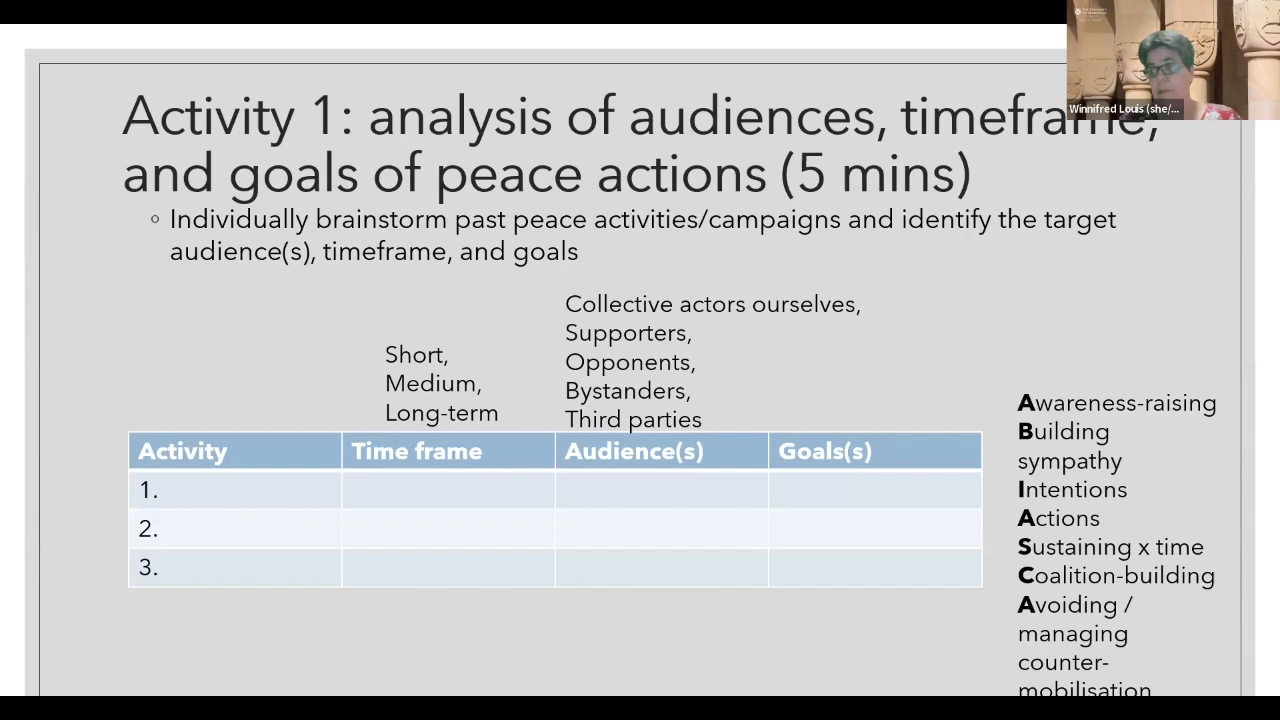 Activity 1: analysis of audiences, timeframe,
and goals of peace actions (5 mins)
Winnifred Louis (she/...
Individually brainstorm past peace activities/campaigns and identify the target
audience(s), timeframe, and goals
Short,
Medium,
Long-term
Collective actors ourselves,
Supporters,
Opponents,
Bystanders,
Third parties
Activity Time frame Audience(s) Goals(s)
1.
2.
3.
Awareness-raising
Building
sympathy
Intentions
Actions
Sustaining x time
Coalition-building
Avoiding /
managing
counter-
mobilisation